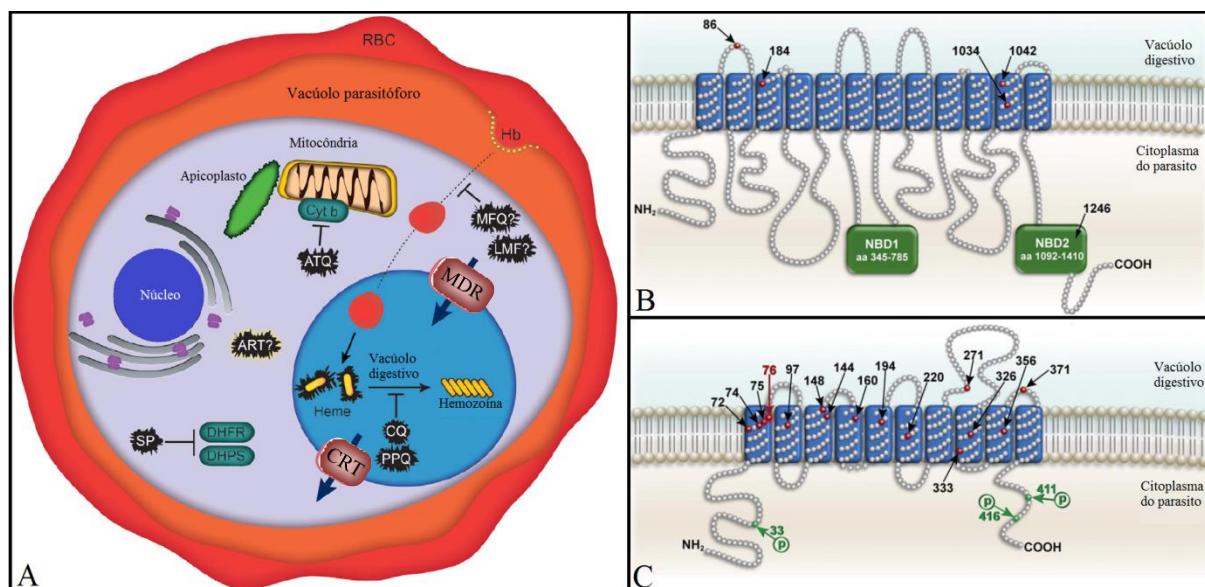 RBC
Vacúolo parasitóforo
Hb
Mitocôndria
Apicoplasto
Cyt b
ATQ
MFQ?
LMF?
MDR
Núcleo
ART?
Vacúolo
digestivo
Heme
Hemozoína
CQ
PPQ
CRT
SP
DHFR
DHPS
A
86
184
1034
1042
Vacúolo
digestivo
Citoplasma
do parasito
NH2
NBD1
aa 345-785
NBD2
aa 1092-1410
1246
COOH
B
72
74
75
76
97
148
144
160
194
220
271
326
356
371
333
Vacúolo
digestivo
Citoplasma
do parasito
411
P
P
416
33
P
NH2
COOH
C